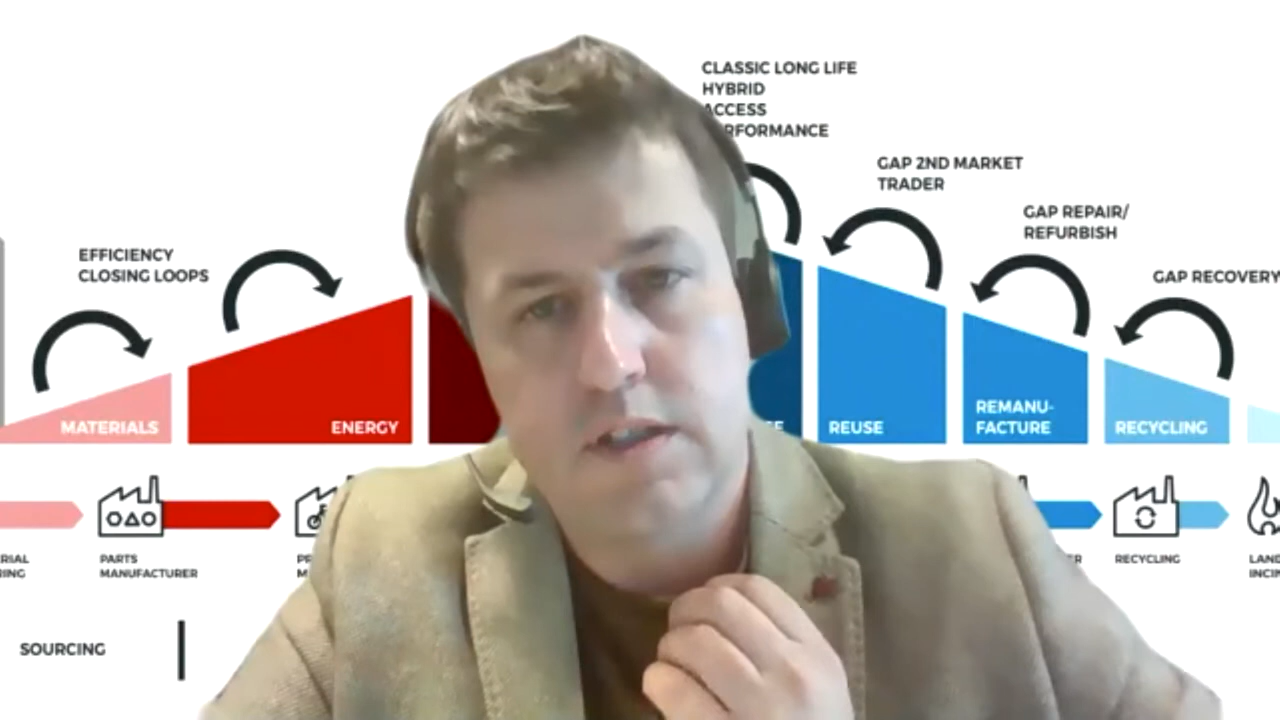 CLASSIC LONG LIFE
HYBRID
ACCESS
GAP 2ND MARKET
TRADER
GAP REPAIR/
REFURBISH
EFFICIENCY
CLOSING LOOPS
GAP RECOVERY
MATERIALS
ENERGY
REUSE
REMANU-
FACTURE
RECYCLING
PARTS
MANUFACTURER
RECYCLING
SOURCING